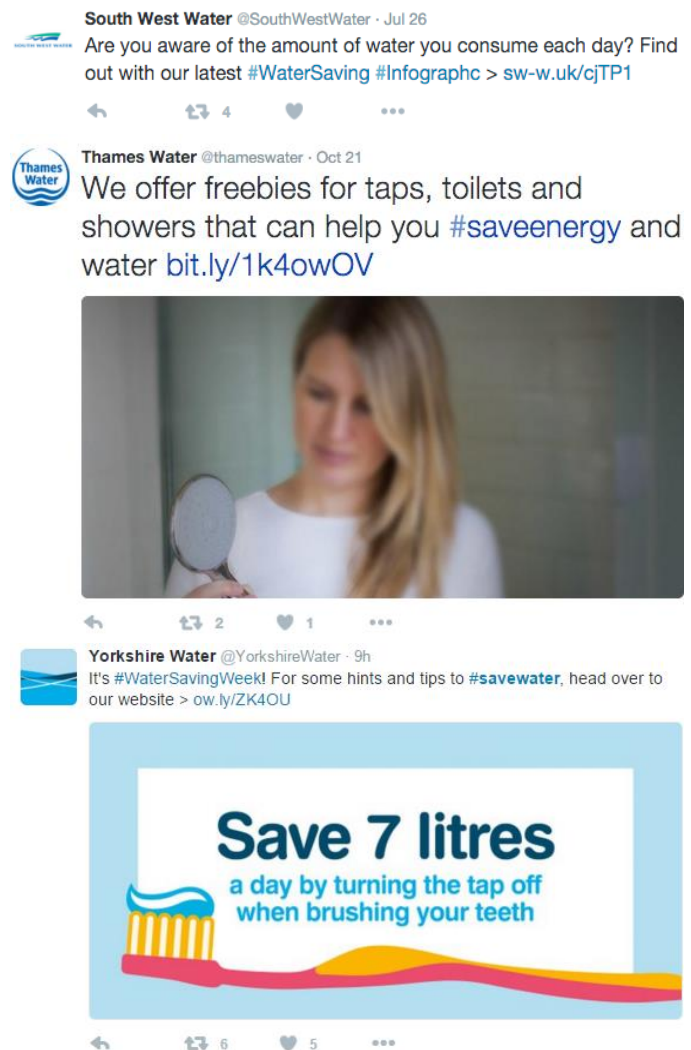 South West Water @SouthWestWater · Jul 26
SOUTH WEST WATER
Are you aware of the amount of water you consume each day? Find
out with our latest #WaterSaving #Infographc > sw-w.uk/cjTP1
4
Thames Water @thameswater · Oct 21
Thames
Water
We offer freebies for taps, toilets and
showers that can help you #saveenergy and
water bit.ly/1k4owOV
2 1
Yorkshire Water @YorkshireWater · 9h
It's #WaterSavingWeek! For some hints and tips to #savewater, head over to
our website > ow.ly/ZK4OU
Save 7 litres
a day by turning the tap off
when brushing your teeth
6 5